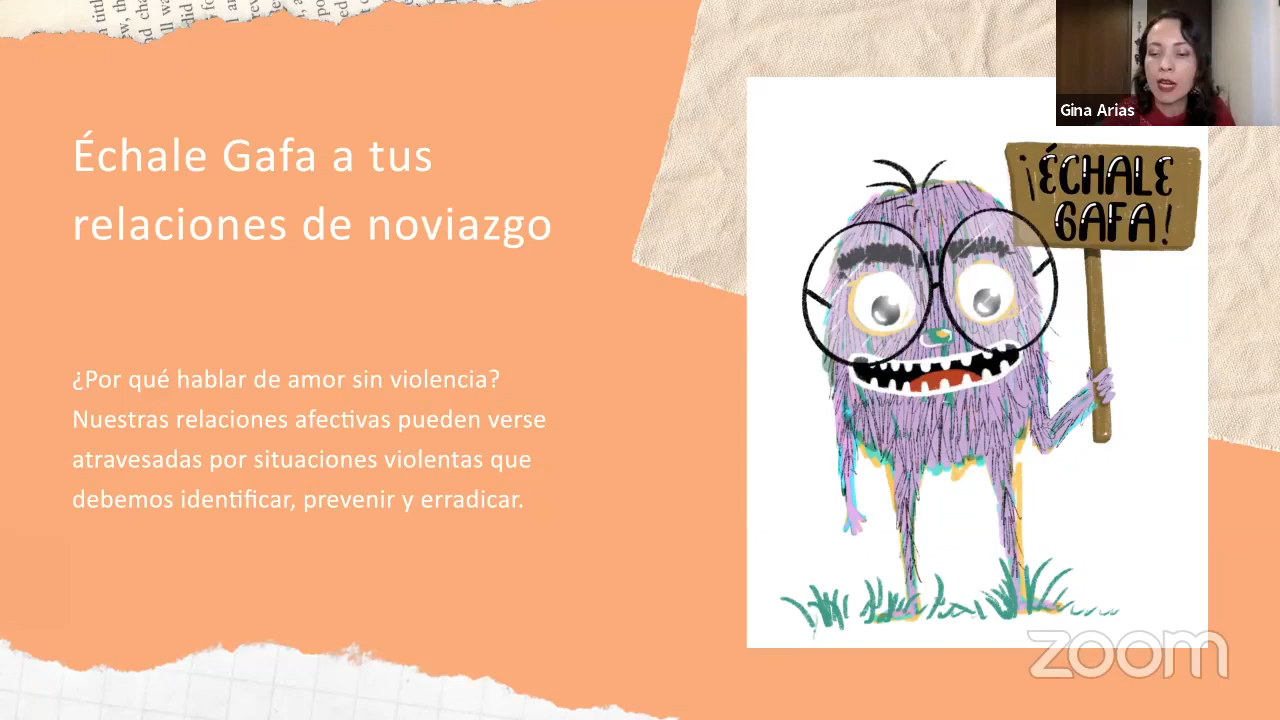 Échale Gafa a tus
relaciones de noviazgo
¿Por qué hablar de amor sin violencia?
Nuestras relaciones afectivas pueden verse
atravesadas por situaciones violentas que
debemos identificar, prevenir y erradicar.
¡ÉCHALE
GAFA!
Gina Arias
zoom